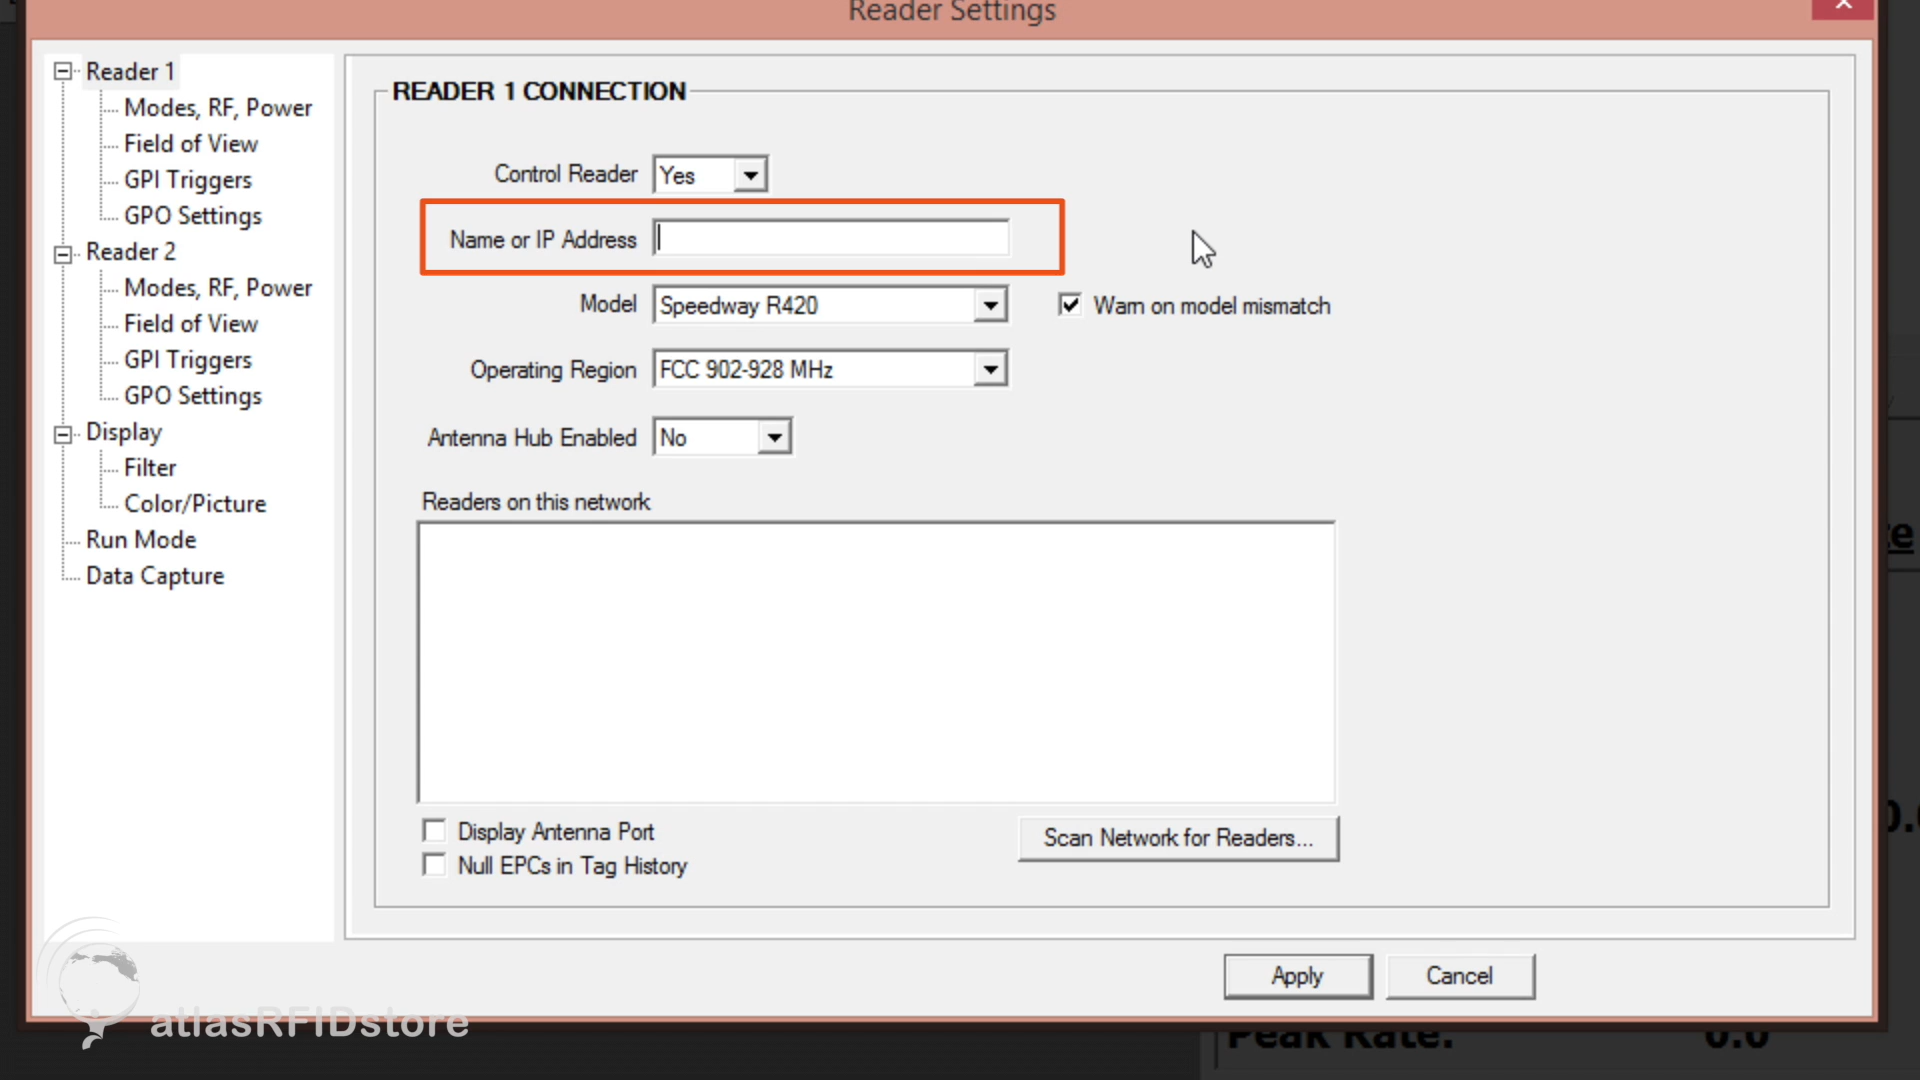 Reader Settings
Reader 1
Modes, RF, Power
Field of View
GPI Triggers
GPO Settings
Reader 2
Modes, RF, Power
Field of View
GPI Triggers
GPO Settings
Display
Filter
Color/Picture
Run Mode
Data Capture
READER 1 CONNECTION
Control Reader Yes
Name or IP Address
Model Speedway R420
Warn on model mismatch
Operating Region FCC 902-928 MHz
Antenna Hub Enabled No
Readers on this network
Display Antenna Port
Null EPCs in Tag History
Scan Network for Readers...
Apply Cancel
atlasRFIDstore
Peak Rate: 0.0